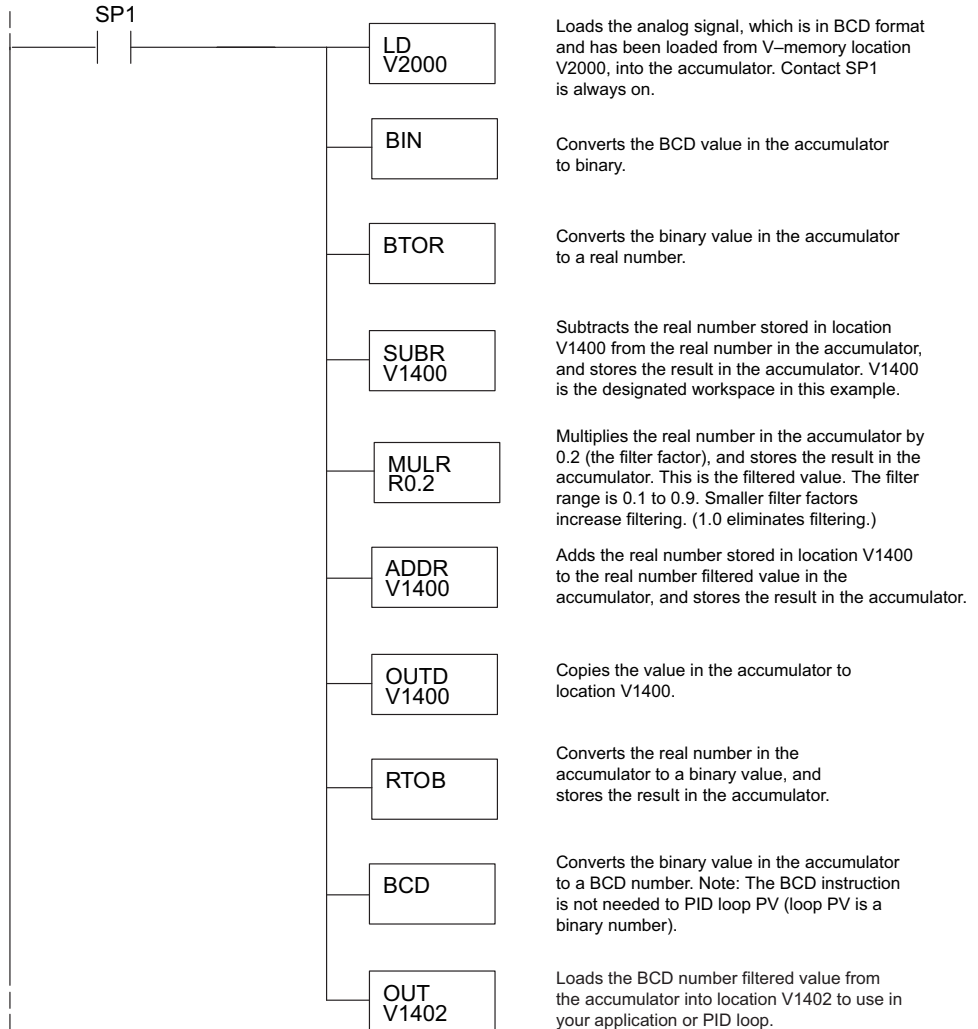 SP1
LD
V2000
Loads the analog signal, which is in BCD format
and has been loaded from V–memory location
V2000, into the accumulator. Contact SP1
is always on.
BIN
Converts the BCD value in the accumulator
to binary.
BTOR
Converts the binary value in the accumulator
to a real number.
SUBR
V1400
Subtracts the real number stored in location
V1400 from the real number in the accumulator,
and stores the result in the accumulator. V1400
is the designated workspace in this example.
MULR
R0.2
Multiplies the real number in the accumulator by
0.2 (the filter factor), and stores the result in the
accumulator. This is the filtered value. The filter
range is 0.1 to 0.9. Smaller filter factors
increase filtering. (1.0 eliminates filtering.)
ADDR
V1400
Adds the real number stored in location V1400
to the real number filtered value in the
accumulator, and stores the result in the accumulator.
OUTD
V1400
Copies the value in the accumulator to
location V1400.
RTOB
Converts the real number in the
accumulator to a binary value, and
stores the result in the accumulator.
BCD
Converts the binary value in the accumulator
to a BCD number. Note: The BCD instruction
is not needed to PID loop PV (loop PV is a
binary number).
OUT
V1402
Loads the BCD number filtered value from
the accumulator into location V1402 to use in
your application or PID loop.